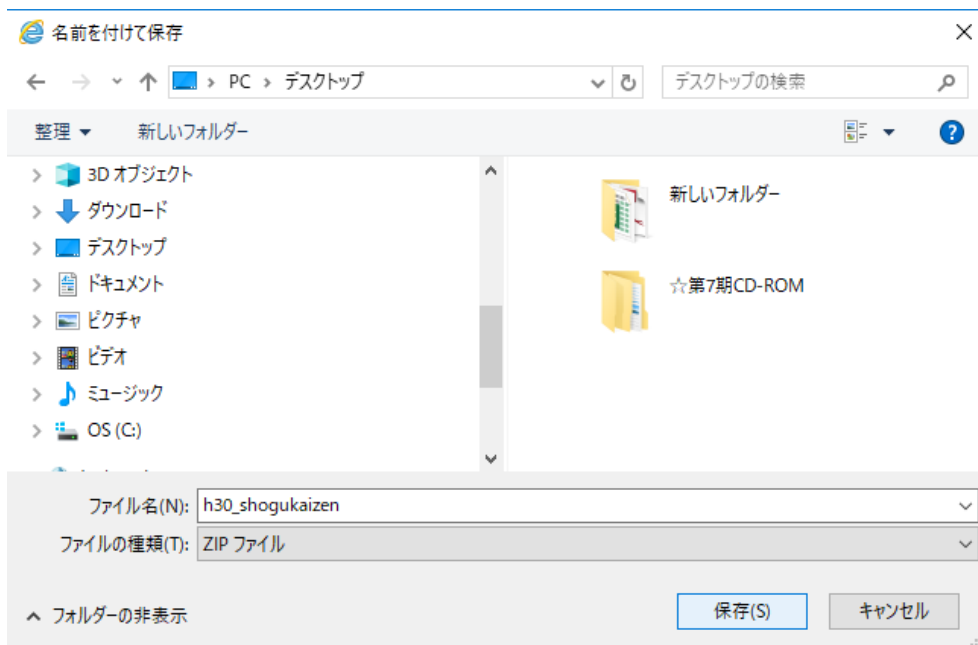 名前を付けて保存
PC › デスクトップ
デスクトップの検索
整理
新しいフォルダー
3D オブジェクト
ダウンロード
デスクトップ
ドキュメント
ピクチャ
ビデオ
ミュージック
OS (C:)
新しいフォルダー
☆第7期CD-ROM
ファイル名(N): h30_shogukaizen
ファイルの種類(T): ZIP ファイル
フォルダーの非表示
保存(S)
キャンセル